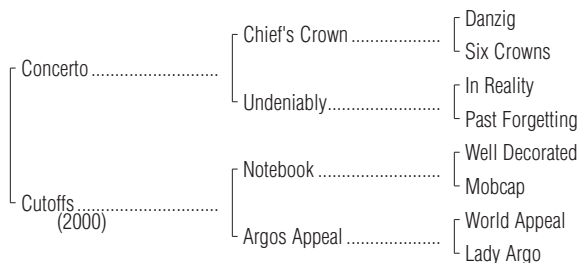 Danzig
Chief's Crown ....................
Six Crowns
Concerto ............................
In Reality
Undeniably.........................
Past Forgetting
Well Decorated
Notebook ...........................
Mobcap
Cutoffs ...............................
(2000)
World Appeal
Argos Appeal .....................
Lady Argo